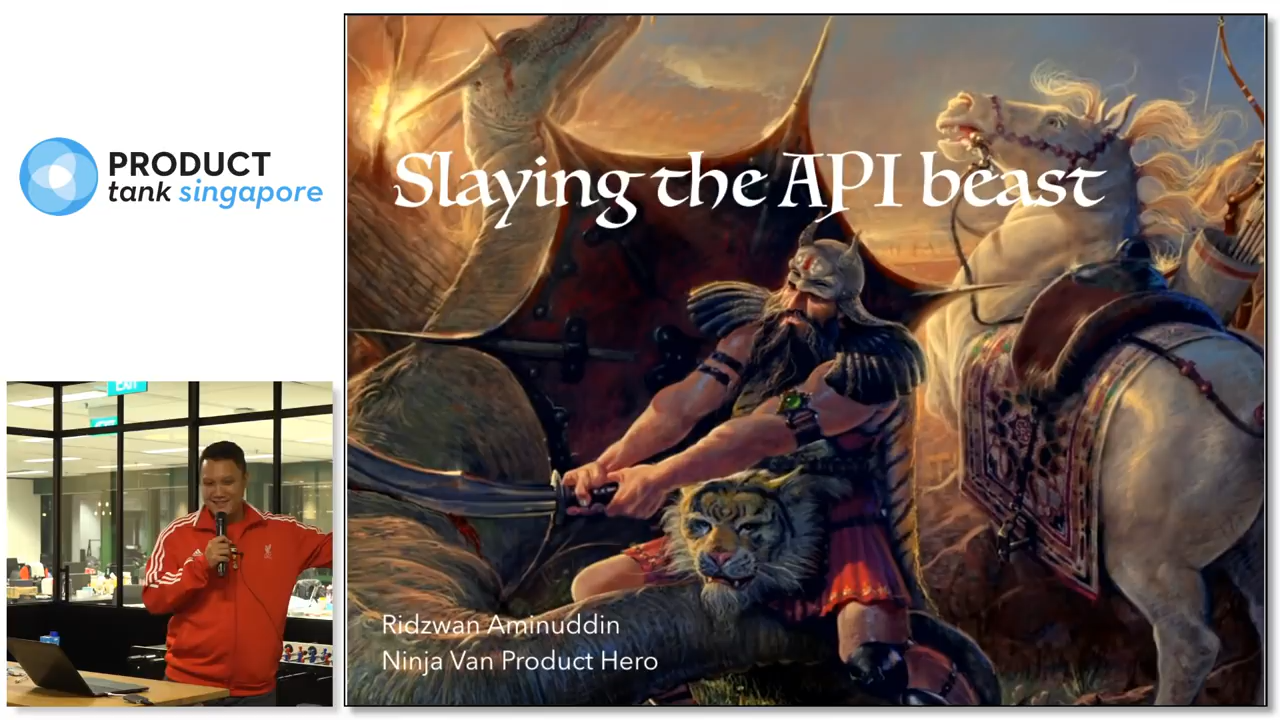 PRODUCT
tank singapore
EXIT
Slaying the API beast
Ridzwan Aminuddin
Ninja Van Product Hero